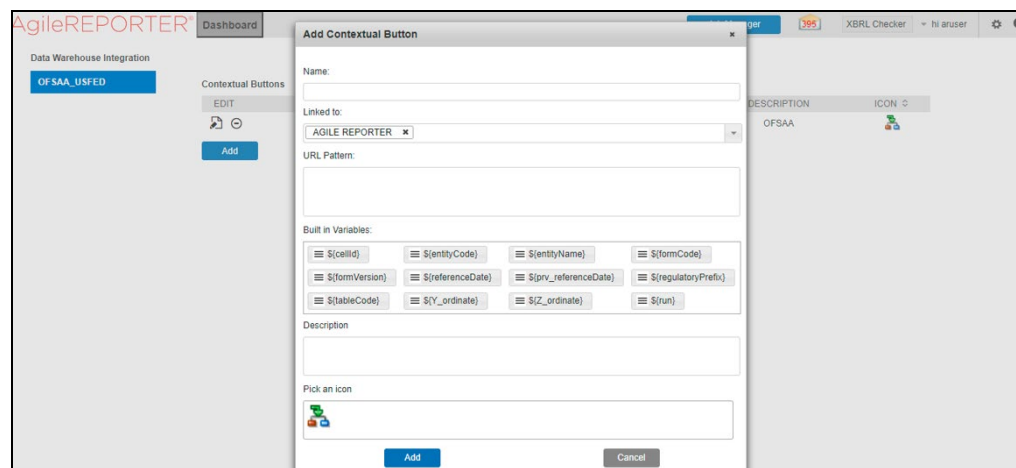 AgileREPORTER®
Dashboard
395
XBRL Checker
hi aruser
Data Warehouse Integration
OFSAA_USFED
Contextual Buttons
EDIT
DESCRIPTION
ICON
OFSAA
Add
Add Contextual Button
Name:
Linked to:
AGILE REPORTER
URL Pattern:
Built in Variables:
${cellId} ${entityCode} ${entityName} ${formCode}
${formVersion} ${referenceDate} ${prv_referenceDate} ${regulatoryPrefix}
${tableCode} ${Y_ordinate} ${Z_ordinate} ${run}
Description
Pick an icon
Add
Cancel